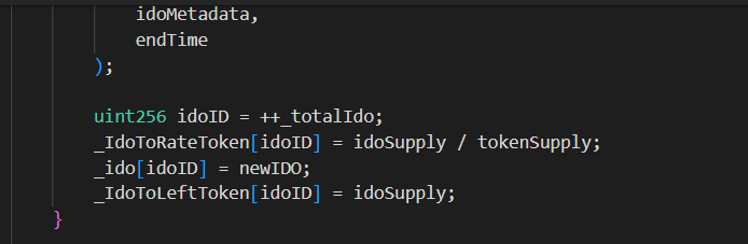 idoMetadata,
endTime
);
uint256 idoID = ++_totalIdo;
_IdoToRateToken[idoID] = idoSupply / tokenSupply;
_ido[idoID] = newIDO;
_IdoToLeftToken[idoID] = idoSupply;
}